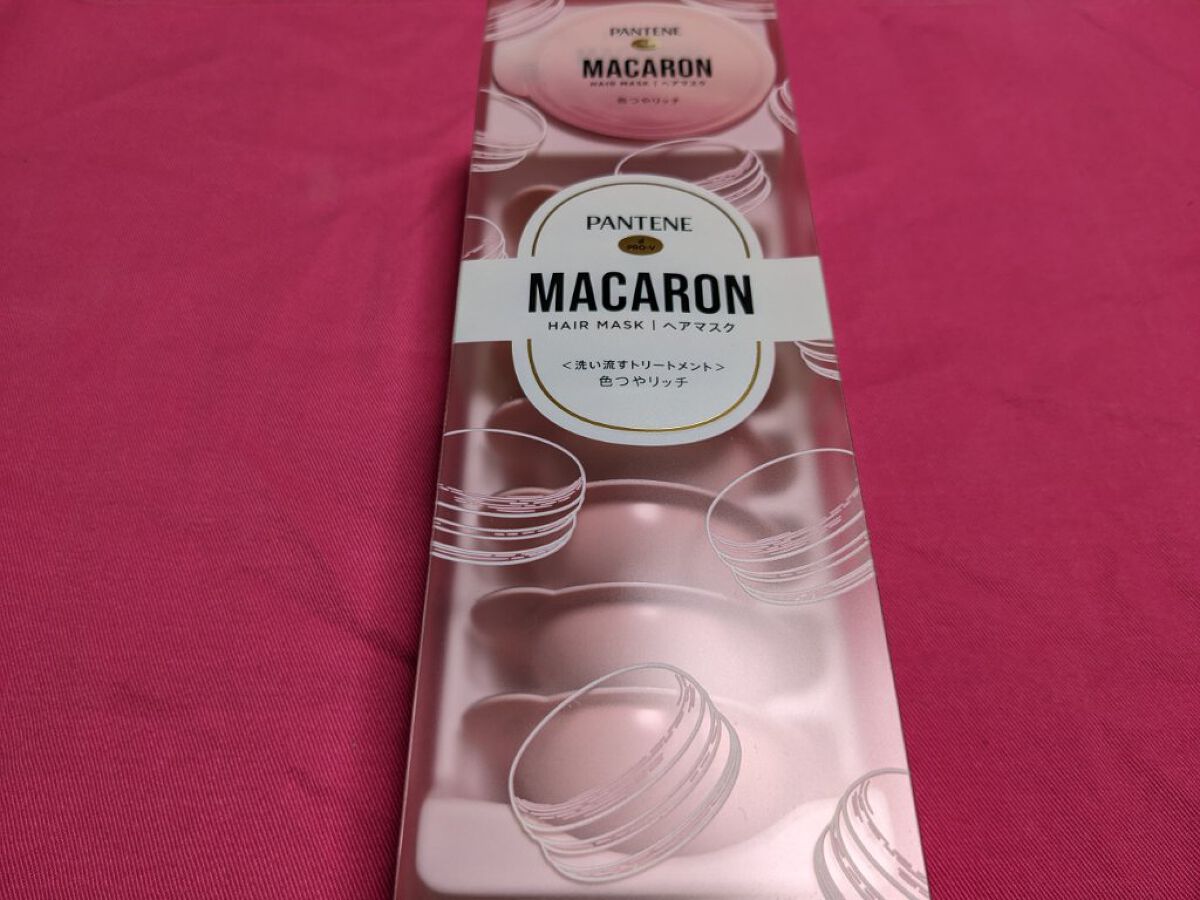 PANTENE
MACARON
HAIR MASK | ヘアマスク
色つやリッチ
PANTENE
PRO-V
MACARON
HAIR MASK | ヘアマスク
<洗い流すトリートメント>
色つやリッチ